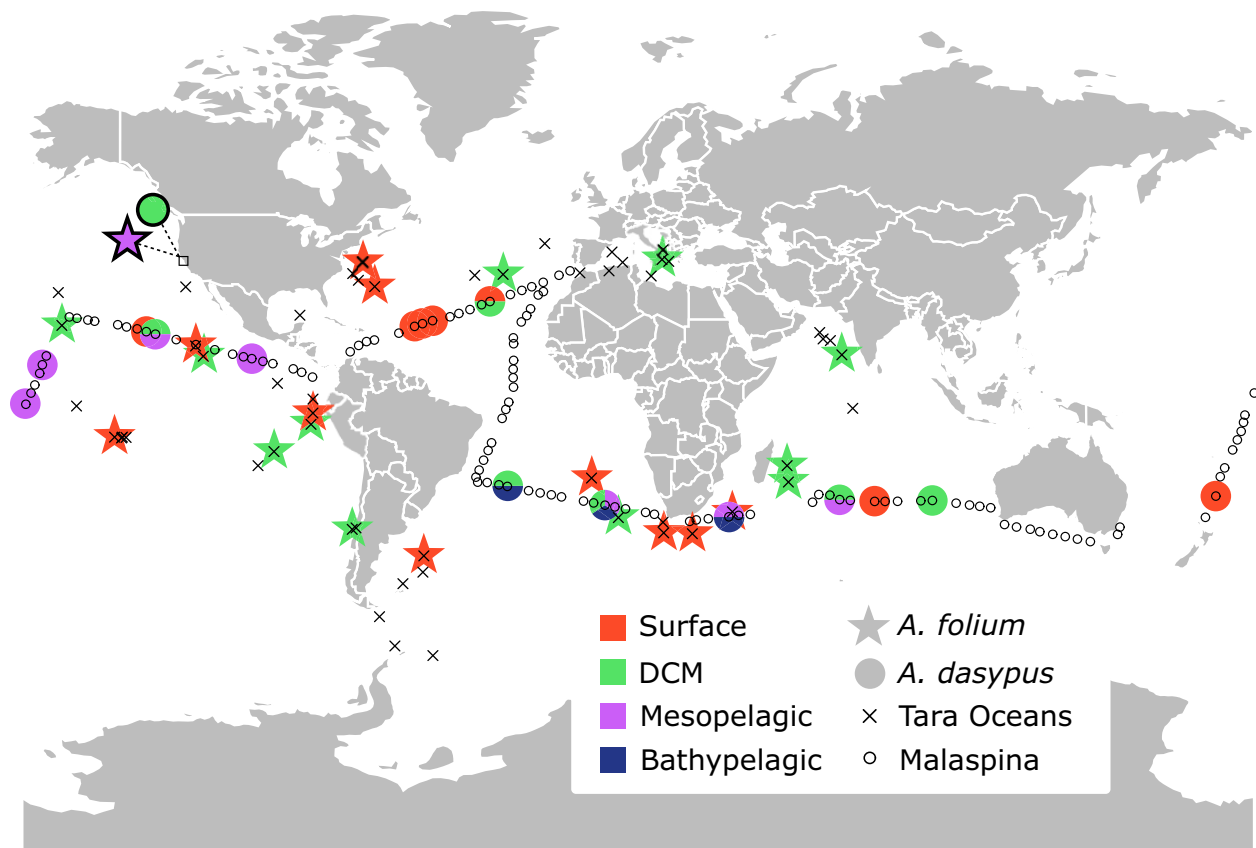 Surface
A. folium
DCM
A. dasypus
Mesopelagic
Tara Oceans
Bathypelagic
Malaspina